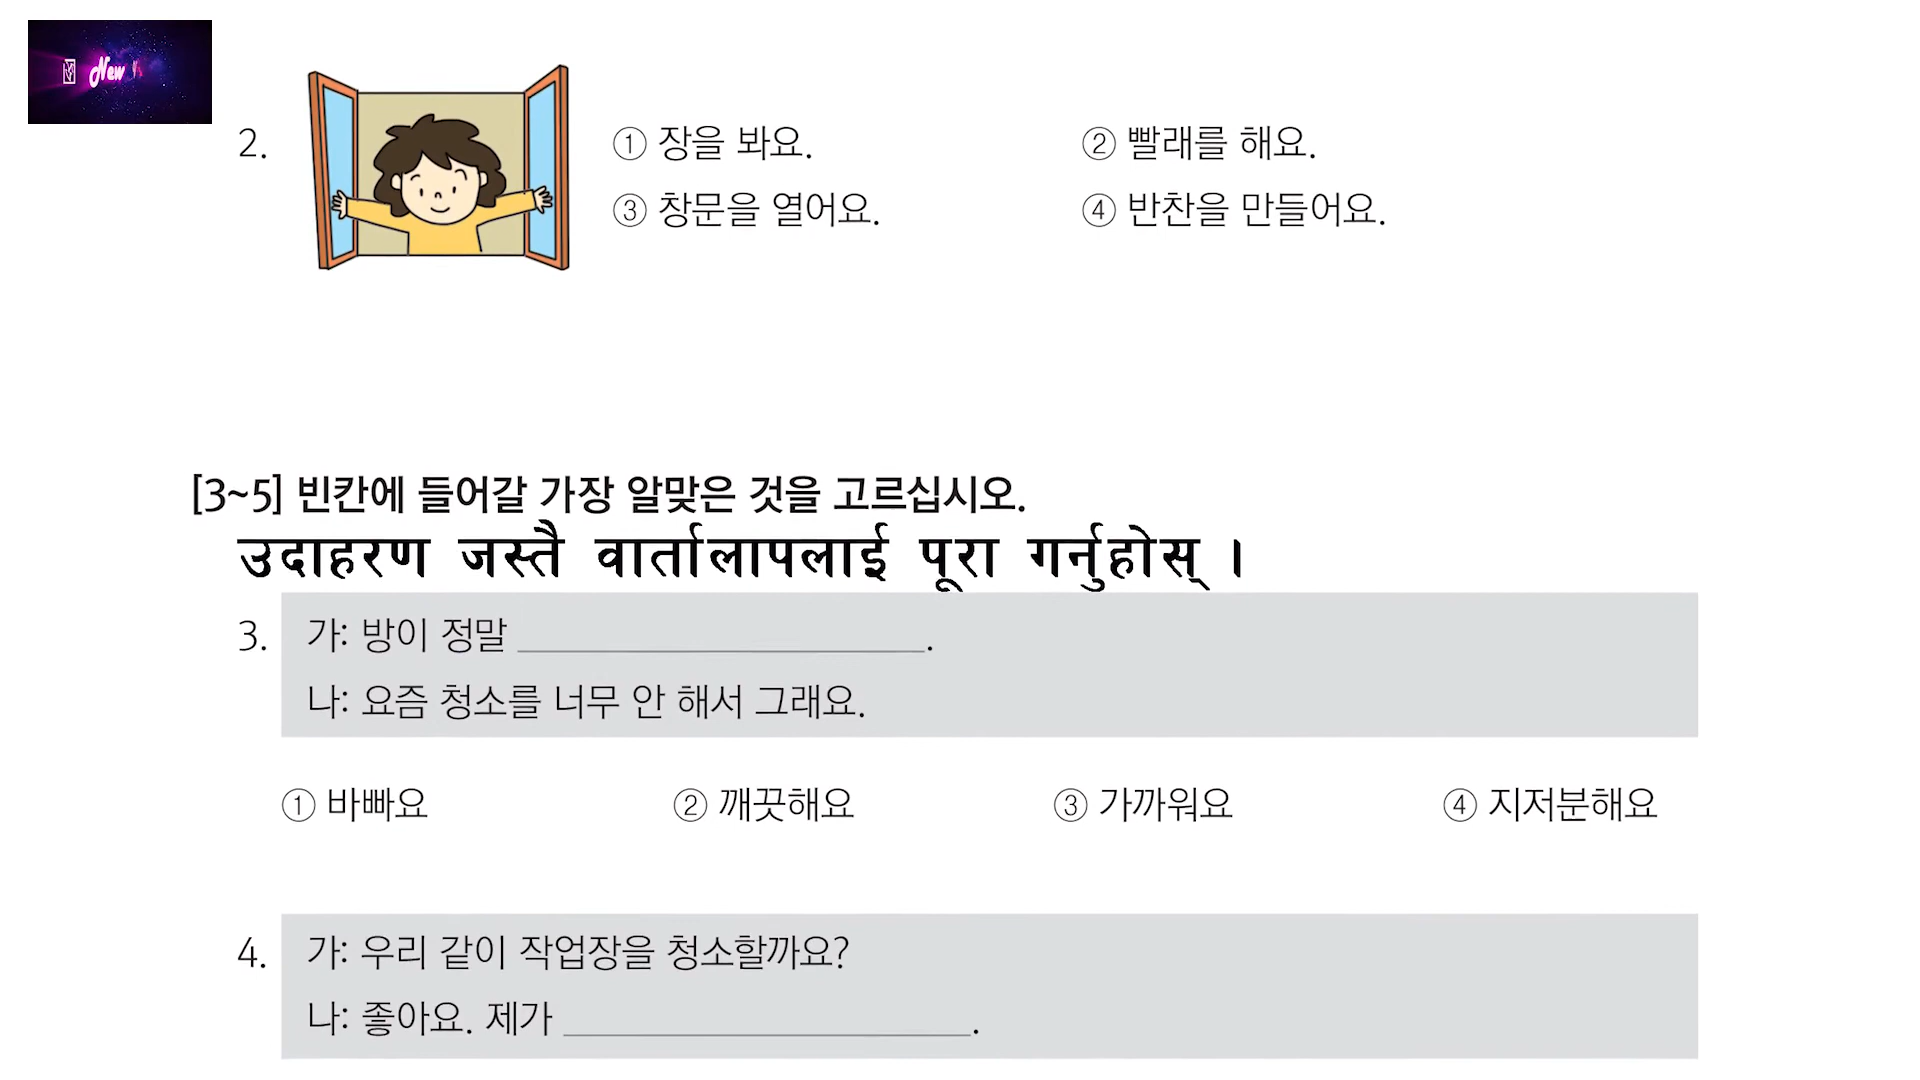 New
2.
① 장을 봐요. ② 빨래를 해요.
③ 창문을 열어요. ④ 반찬을 만들어요.
[3~5] 빈칸에 들어갈 가장 알맞은 것을 고르십시오.
उदाहरण जस्तै वार्तालापलाई पूरा गर्नुहोस् ।
3. 가: 방이 정말 ____________________.
나: 요즘 청소를 너무 안 해서 그래요.
① 바빠요 ② 깨끗해요 ③ 가까워요 ④ 지저분해요
4. 가: 우리 같이 작업장을 청소할까요?
나: 좋아요. 제가 ____________________.